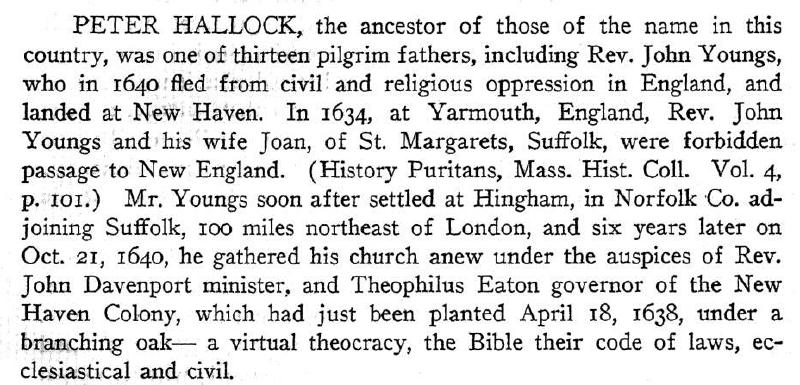 PETER HALLOCK, the ancestor of those of the name in this
country, was one of thirteen pilgrim fathers, including Rev. John Youngs,
who in 1640 fled from civil and religious oppression in England, and
landed at New Haven. In 1634, at Yarmouth, England, Rev. John
Youngs and his wife Joan, of St. Margarets, Suffolk, were forbidden
passage to New England. (History Puritans, Mass. Hist. Coll. Vol. 4,
p. 101.) Mr. Youngs soon after settled at Hingham, in Norfolk Co. ad-
joining Suffolk, 100 miles northeast of London, and six years later on
Oct. 21, 1640, he gathered his church anew under the auspices of Rev.
John Davenport minister, and Theophilus Eaton governor of the New
Haven Colony, which had just been planted April 18, 1638, under a
branching oak— a virtual theocracy, the Bible their code of laws, ec-
clesiastical and civil.